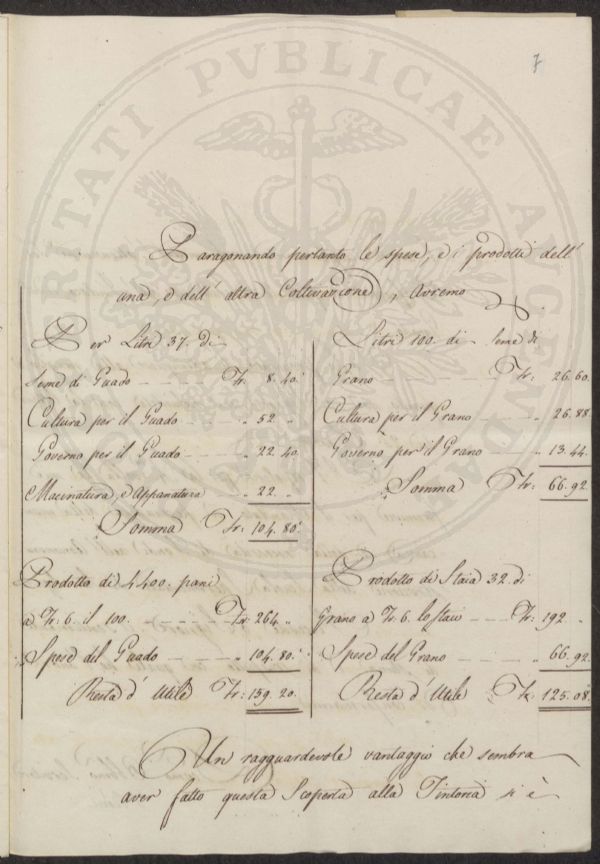 PROSPERITATI PVBLICAE AVGENDAE
7
Paragonando pertanto le spese, e i prodotti dell'
una e dell' altra Coltivazione, avremo
Per Litri 37. di
seme di Guado Fr. 8. 40.
Cultura per il Guado „ 52 „
Governo per il Guado „ 22. 40
Macinatura, e Appanatura „ 22 „
Somma Fr: 104. 80.
Prodotto di 4400. pani
a Fr. 6. il 100. Fr: 264 „
Spese del Guado „ 104. 80.
Resta d' Utile Fr: 159. 20.
Litri 100. di seme di
Grano Fr: 26. 60.
Cultura per il Grano „ 26. 88
Governo per il Grano „ 13. 44.
Somma Fr: 66. 92
Prodotto di Staia 32. di
Grano a Fr. 6. lo staio Fr: 192 „
Spese del Grano „ 66. 92
Resta d' Utile Fr. 125. 08.
Un ragguardevole vantaggio che sembra
aver fatto questa Scoperta alla Tintoria si è